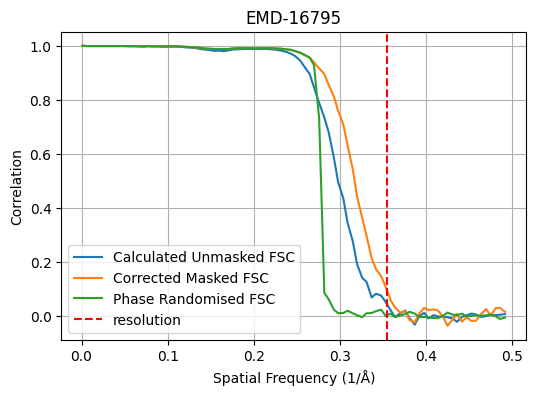 EMD-16795
1.0
0.8
0.6
0.4
0.2
0.0
Correlation
Calculated Unmasked FSC
Corrected Masked FSC
Phase Randomised FSC
resolution
0.0 0.1 0.2 0.3 0.4 0.5
Spatial Frequency (1/Å)